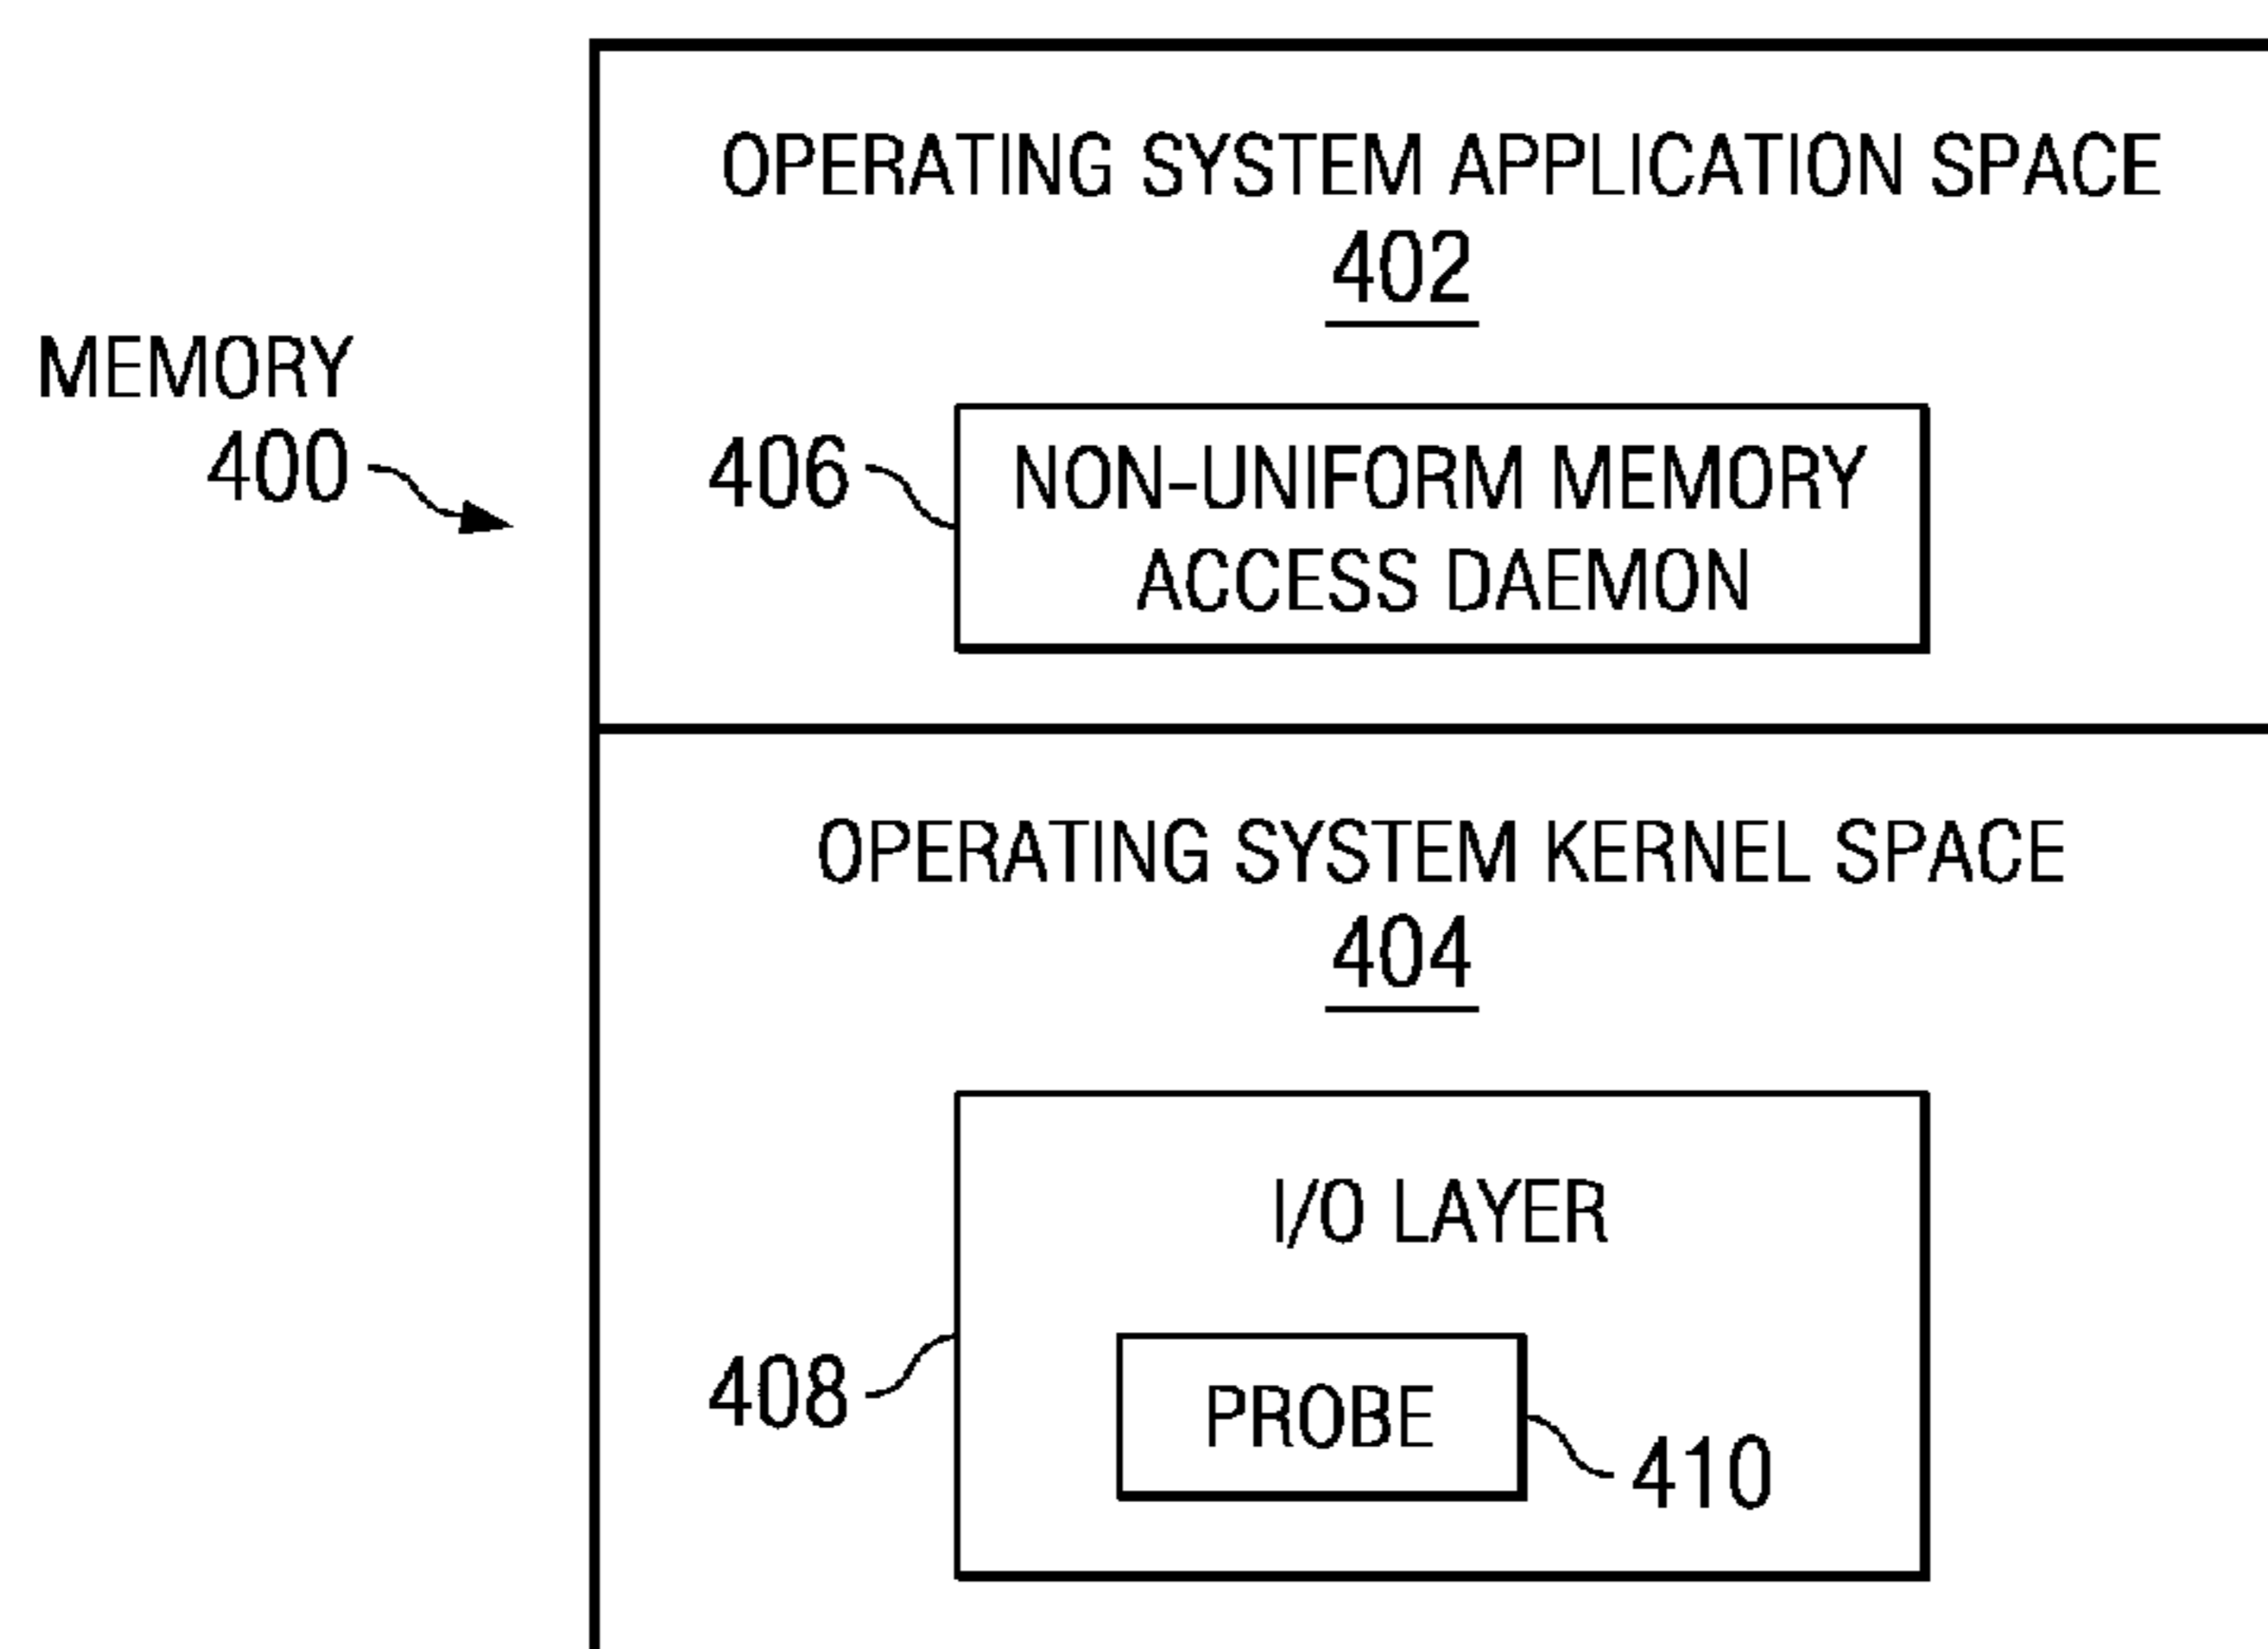 OPERATING SYSTEM APPLICATION SPACE
402
MEMORY
400
406
NON-UNIFORM MEMORY
ACCESS DAEMON
OPERATING SYSTEM KERNEL SPACE
404
I/O LAYER
408
PROBE
410